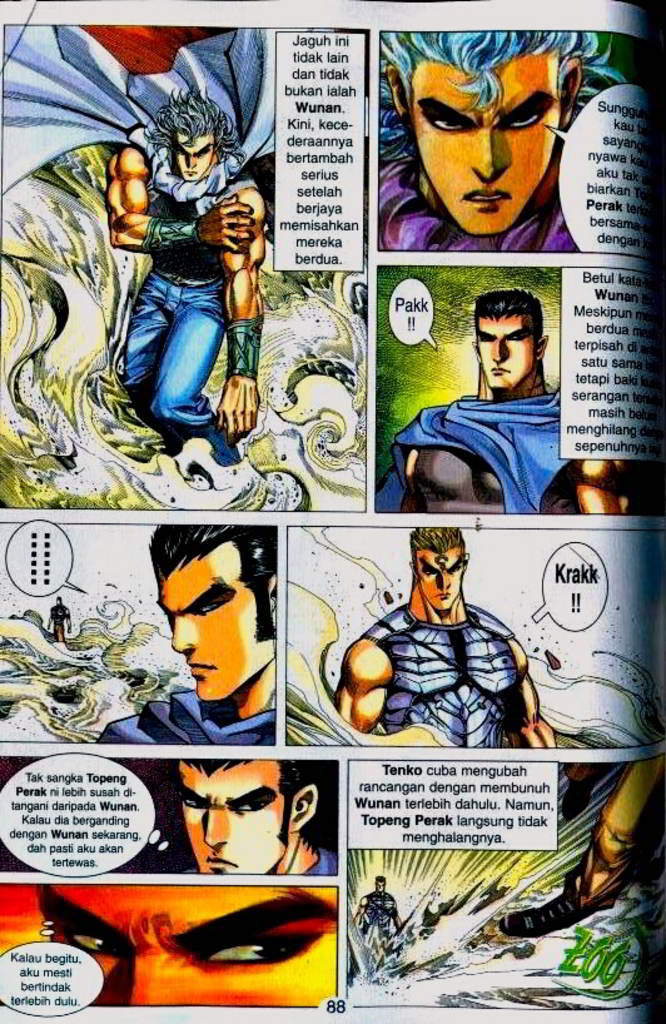 Jaguh ini
tidak lain
dan tidak
bukan ialah
Wunan.
Kini, kece-
deraannya
bertambah
serius
setelah
berjaya
memisahkan
mereka
berdua.
kau
nyawa
aku tak
biarkan
Perak
bersama-
dengan
Pakk
!!
Betul kata-
Wunan
Meskipun
berdua
terpisah di
satu sama
tetapi baki
serangan
masih
menghilang
sepenuhnya
Krakk
!!
Tak sangka Topeng
Perak ni lebih susah di-
tangani daripada Wunan.
Kalau dia berganding
dengan Wunan sekarang,
dah pasti aku akan
tertewas.
Tenko cuba mengubah
rancangan dengan membunuh
Wunan terlebih dahulu. Namun,
Topeng Perak langsung tidak
menghalangnya.
Kalau begitu,
aku mesti
bertindak
terlebih dulu.
88